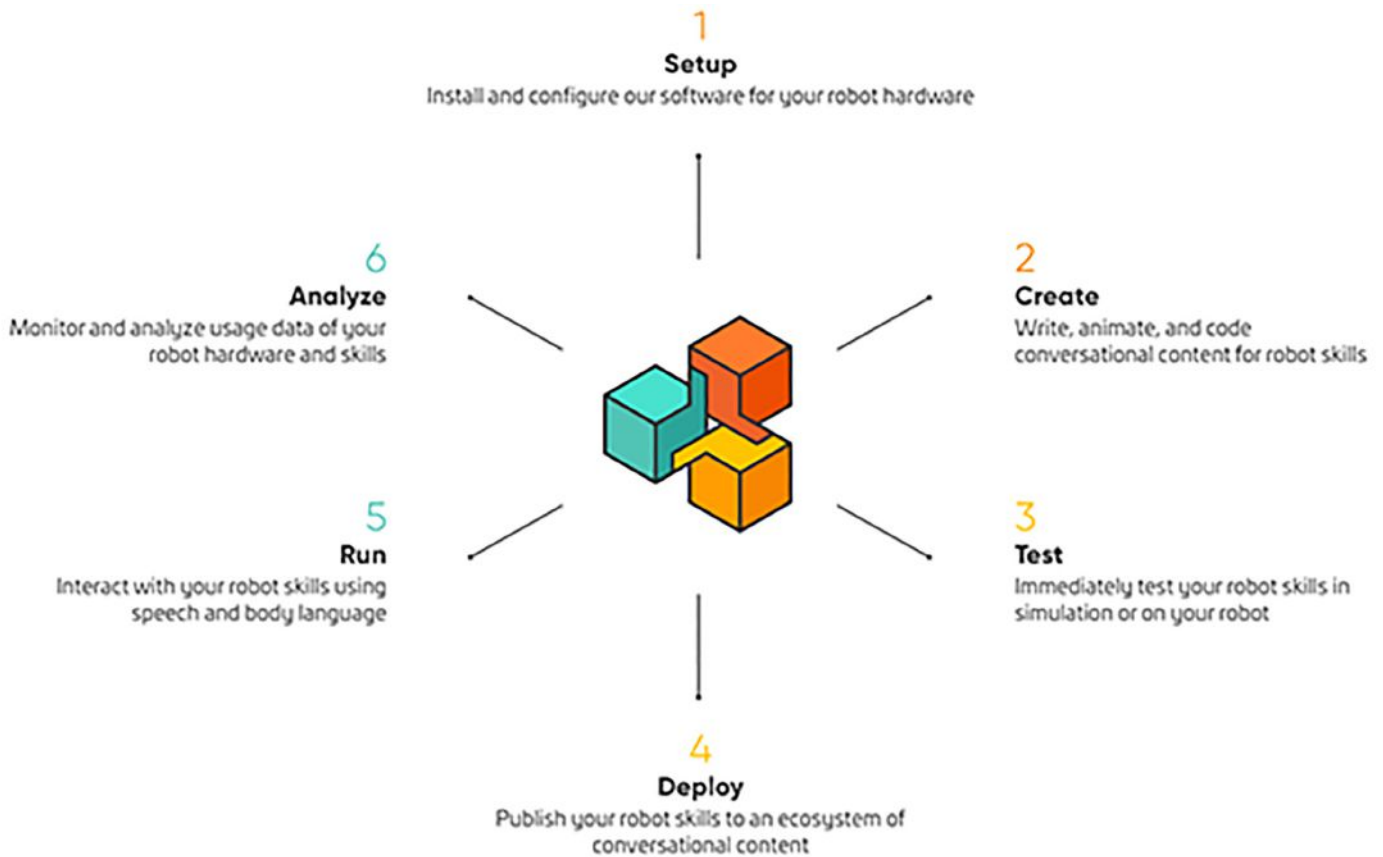 1
Setup
Install and configure our software for your robot hardware
2
Create
Write, animate, and code
conversational content for robot skills
3
Test
Immediately test your robot skills in
simulation or on your robot
4
Deploy
Publish your robot skills to an ecosystem of
conversational content
5
Run
Interact with your robot skills using
speech and body language
6
Analyze
Monitor and analyze usage data of your
robot hardware and skills